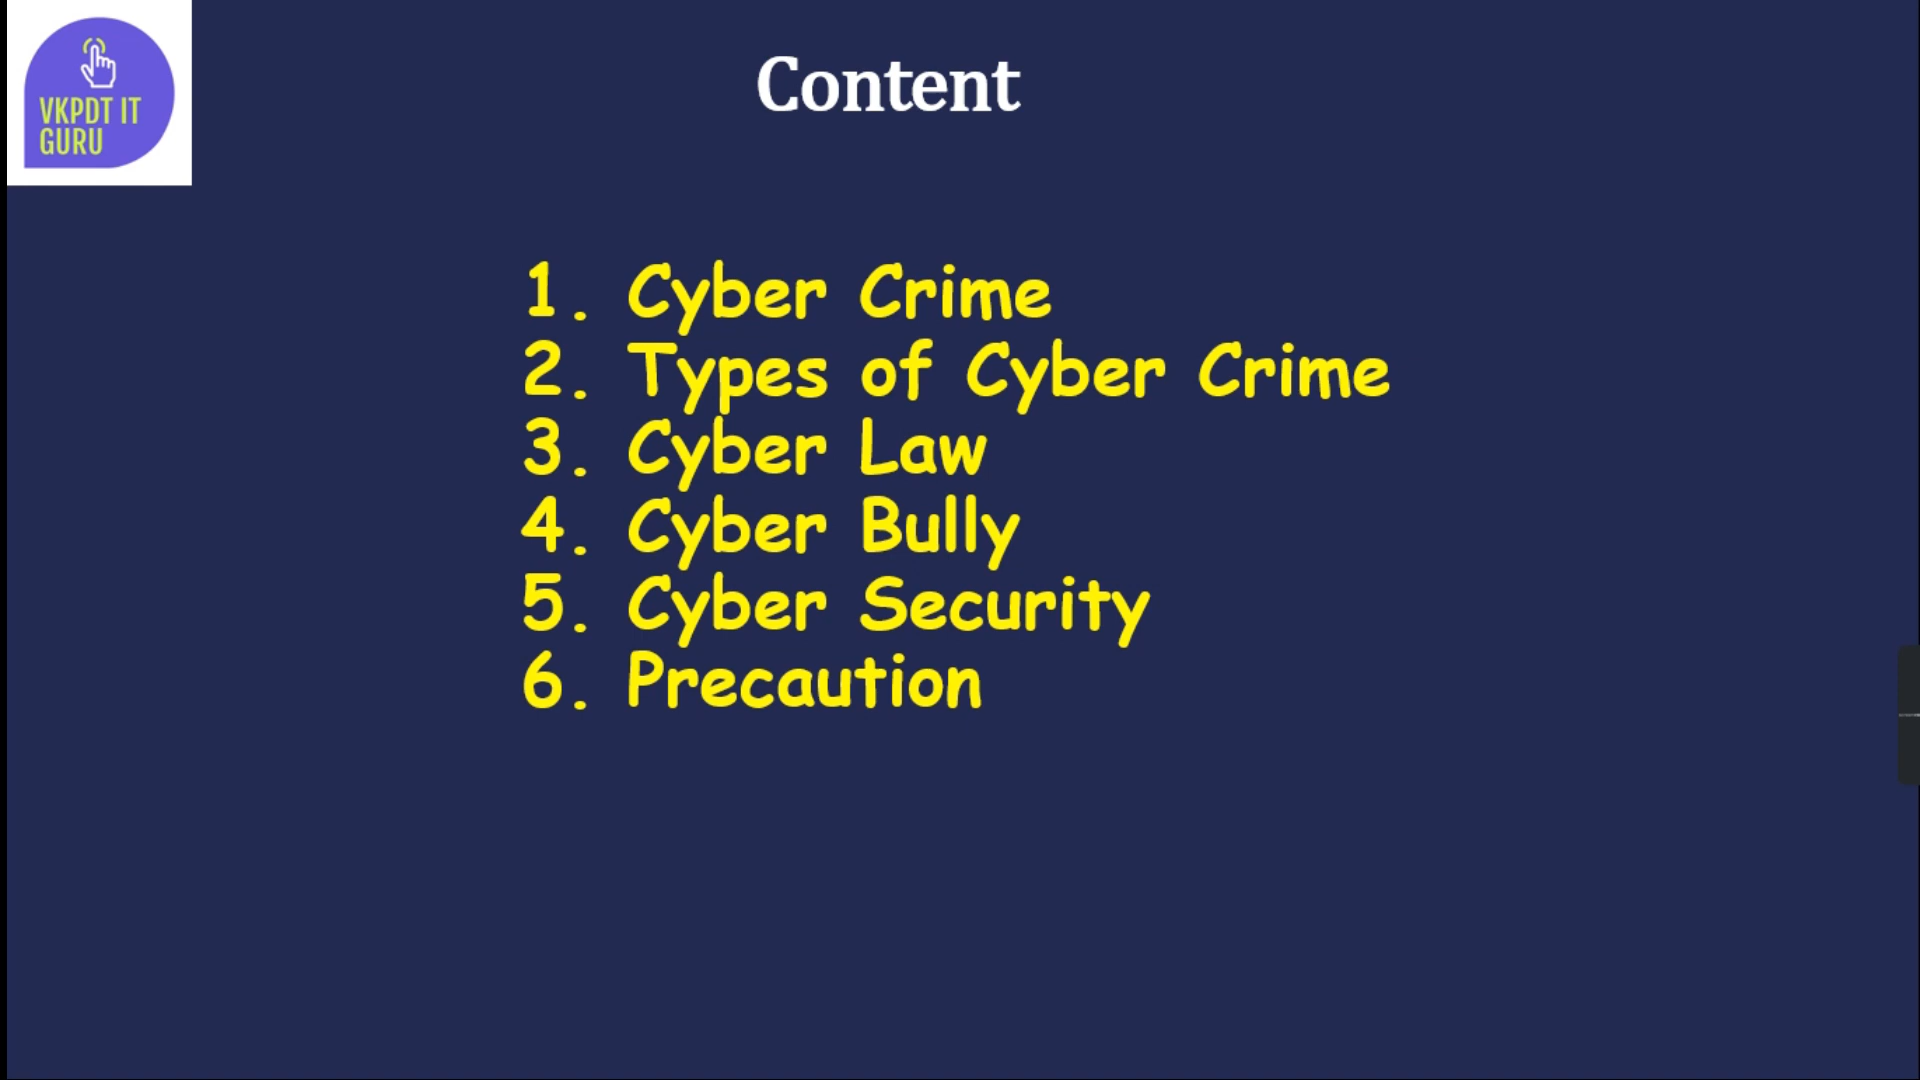 VKPDT IT
GURU
Content
1. Cyber Crime
2. Types of Cyber Crime
3. Cyber Law
4. Cyber Bully
5. Cyber Security
6. Precaution